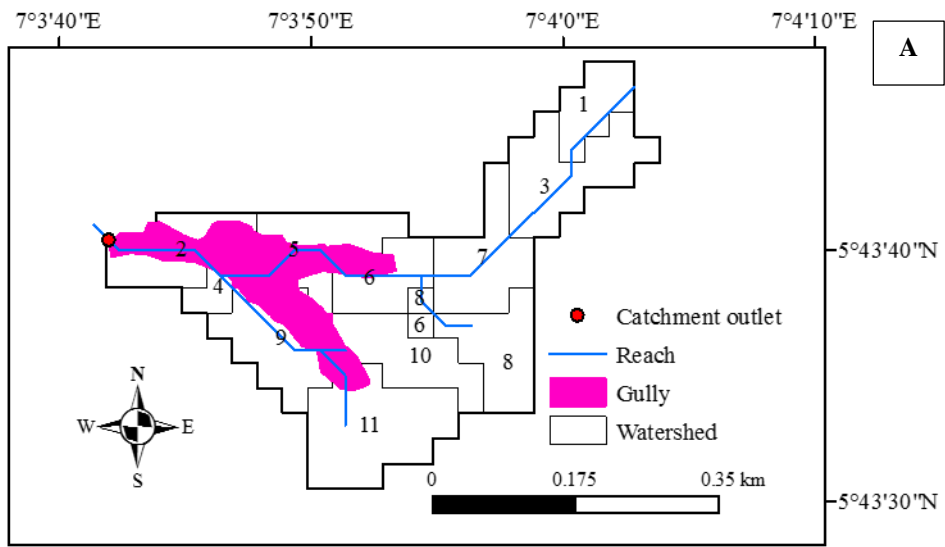 7°3'40"E 7°3'50"E 7°4'0"E 7°4'10"E
A
1
3
2 5 7 5°43'40"N
6
4 8
6 Catchment outlet
9 10 8 Reach
Gully
N
W E 11 Watershed
S
0 0.175 0.35 km
5°43'30"N